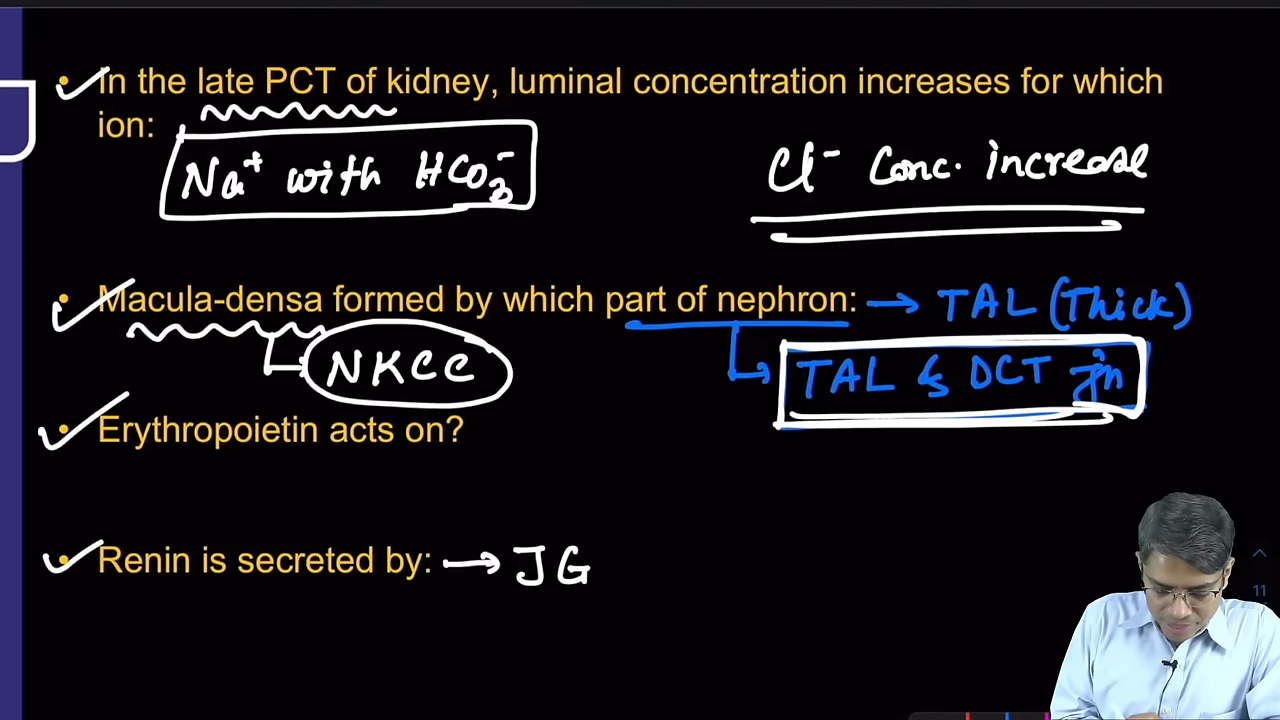 • In the late PCT of kidney, luminal concentration increases for which
ion:
Na⁺ with HCO₃⁻
Cl⁻ Conc. increase
• Macula-densa formed by which part of nephron: → TAL (Thick)
NKCC
TAL & DCT jn
• Erythropoietin acts on?
• Renin is secreted by: → JG
11